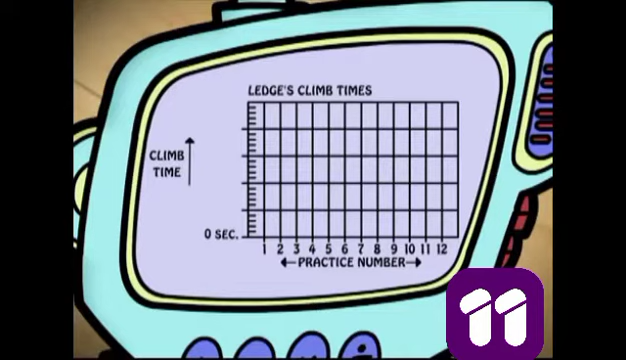 LEDGE'S CLIMB TIMES
CLIMB
TIME
0 SEC.
1 2 3 4 5 6 7 8 9 10 11 12
PRACTICE NUMBER
11